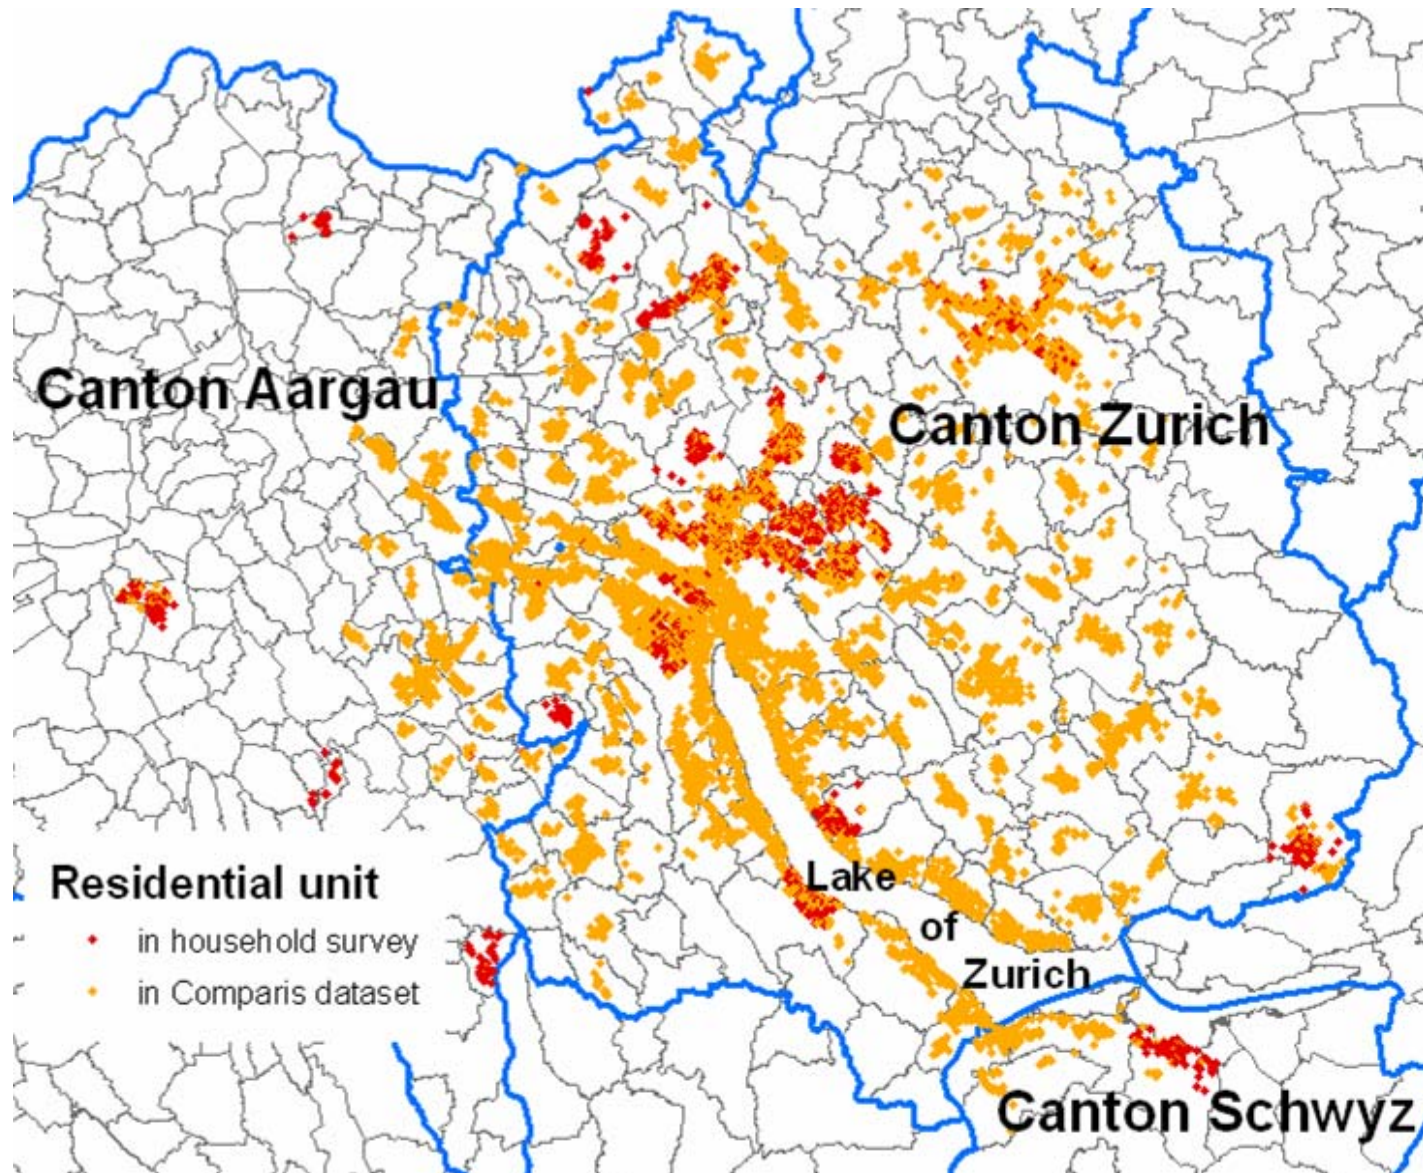 Canton Aargau
Canton Zurich
Residential unit
in household survey
in Comparis dataset
Lake
of
Zurich
Canton Schwyz